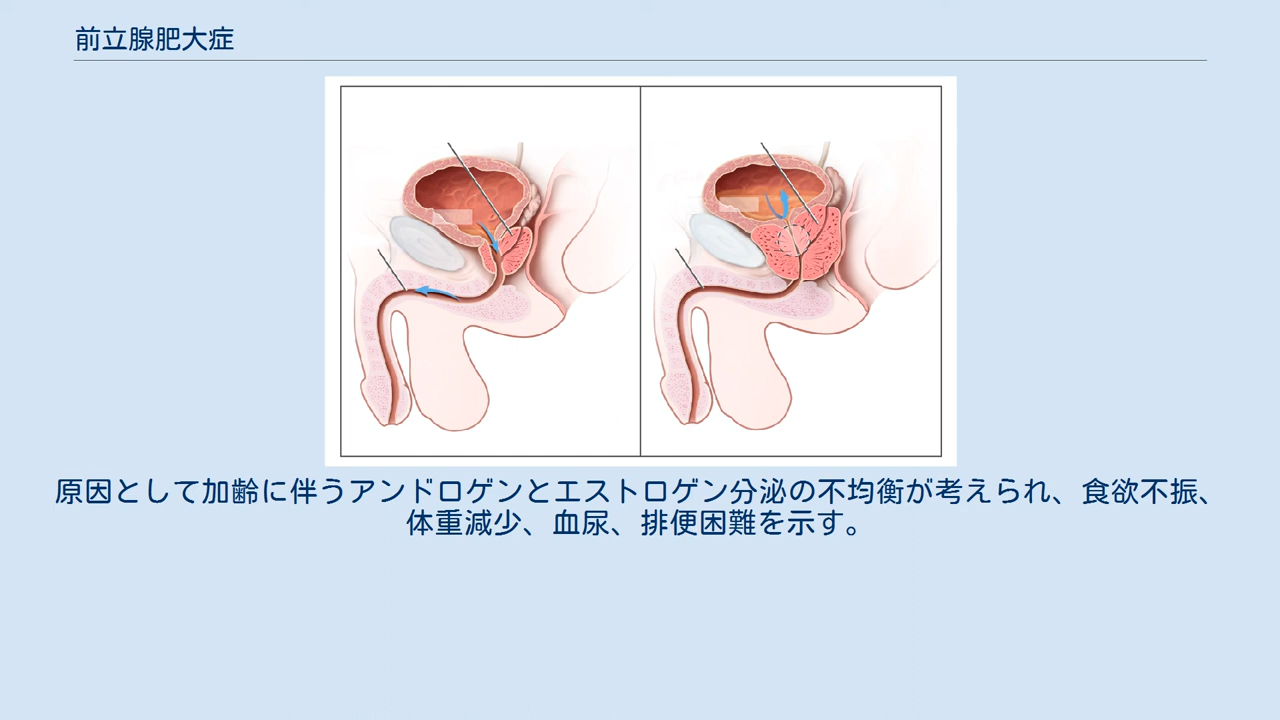 前立腺肥大症
原因として加齢に伴うアンドロゲンとエストロゲン分泌の不均衡が考えられ、食欲不振、
体重減少、血尿、排便困難を示す。